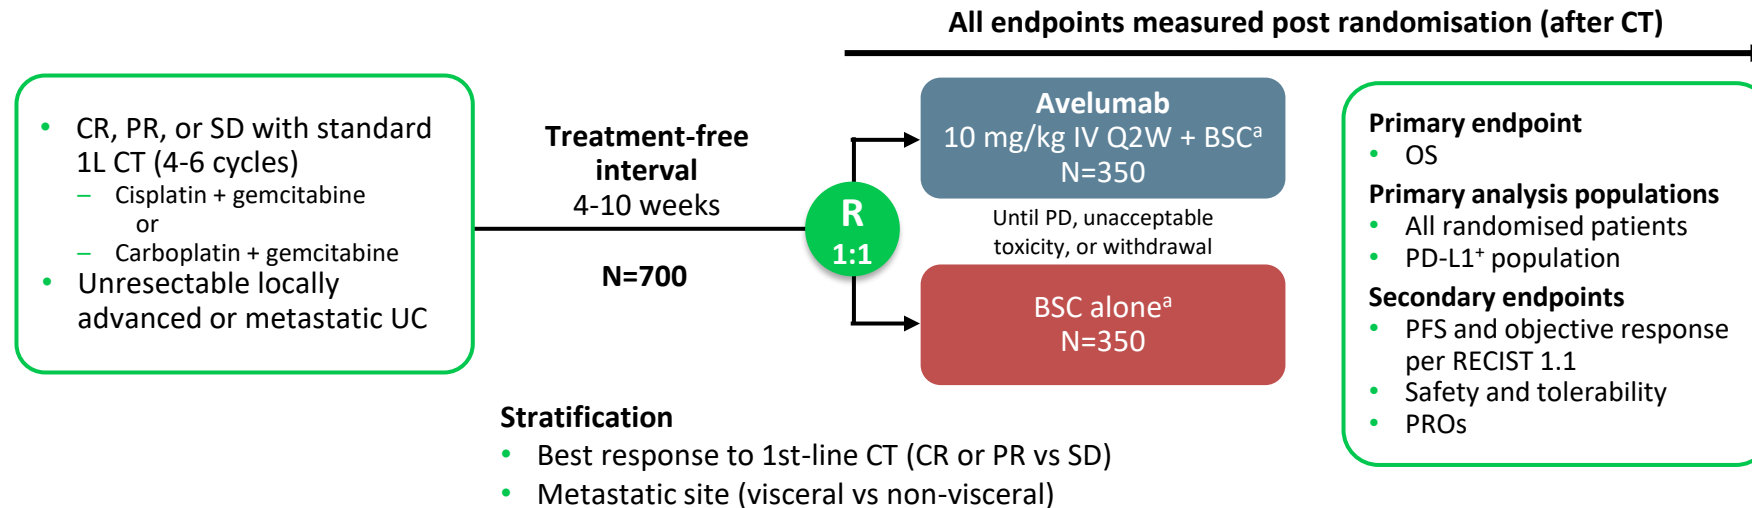 All endpoints measured post randomisation (after CT)
• CR, PR, or SD with standard
1L CT (4-6 cycles)
– Cisplatin + gemcitabine
or
– Carboplatin + gemcitabine
• Unresectable locally
advanced or metastatic UC
Treatment-free
interval
4-10 weeks
N=700
R
1:1
Avelumab
10 mg/kg IV Q2W + BSCᵃ
N=350
Until PD, unacceptable
toxicity, or withdrawal
BSC aloneᵃ
N=350
Primary endpoint
• OS
Primary analysis populations
• All randomised patients
• PD-L1⁺ population
Secondary endpoints
• PFS and objective response
per RECIST 1.1
• Safety and tolerability
• PROs
Stratification
• Best response to 1st-line CT (CR or PR vs SD)
• Metastatic site (visceral vs non-visceral)